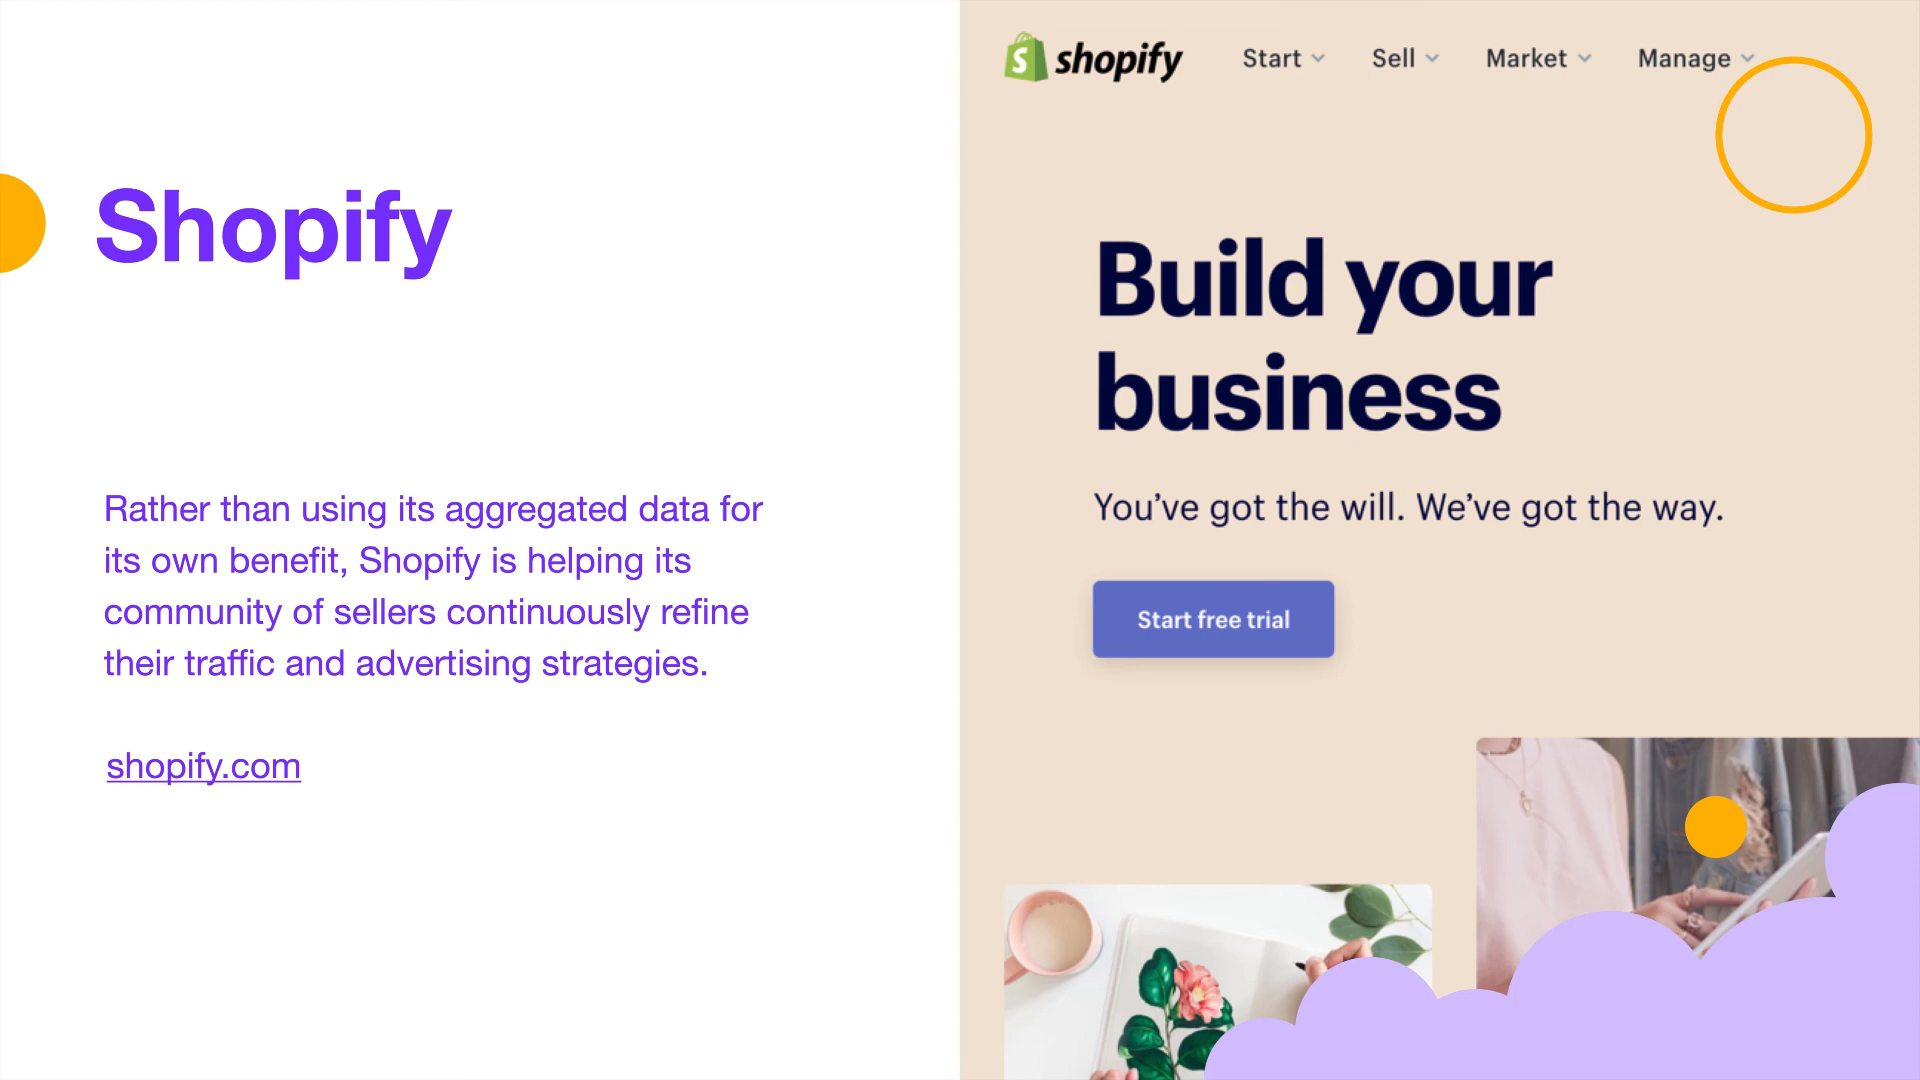 Shopify
Rather than using its aggregated data for
its own benefit, Shopify is helping its
community of sellers continuously refine
their traffic and advertising strategies.
shopify.com
shopify Start Sell Market Manage
Build your
business
You’ve got the will. We’ve got the way.
Start free trial